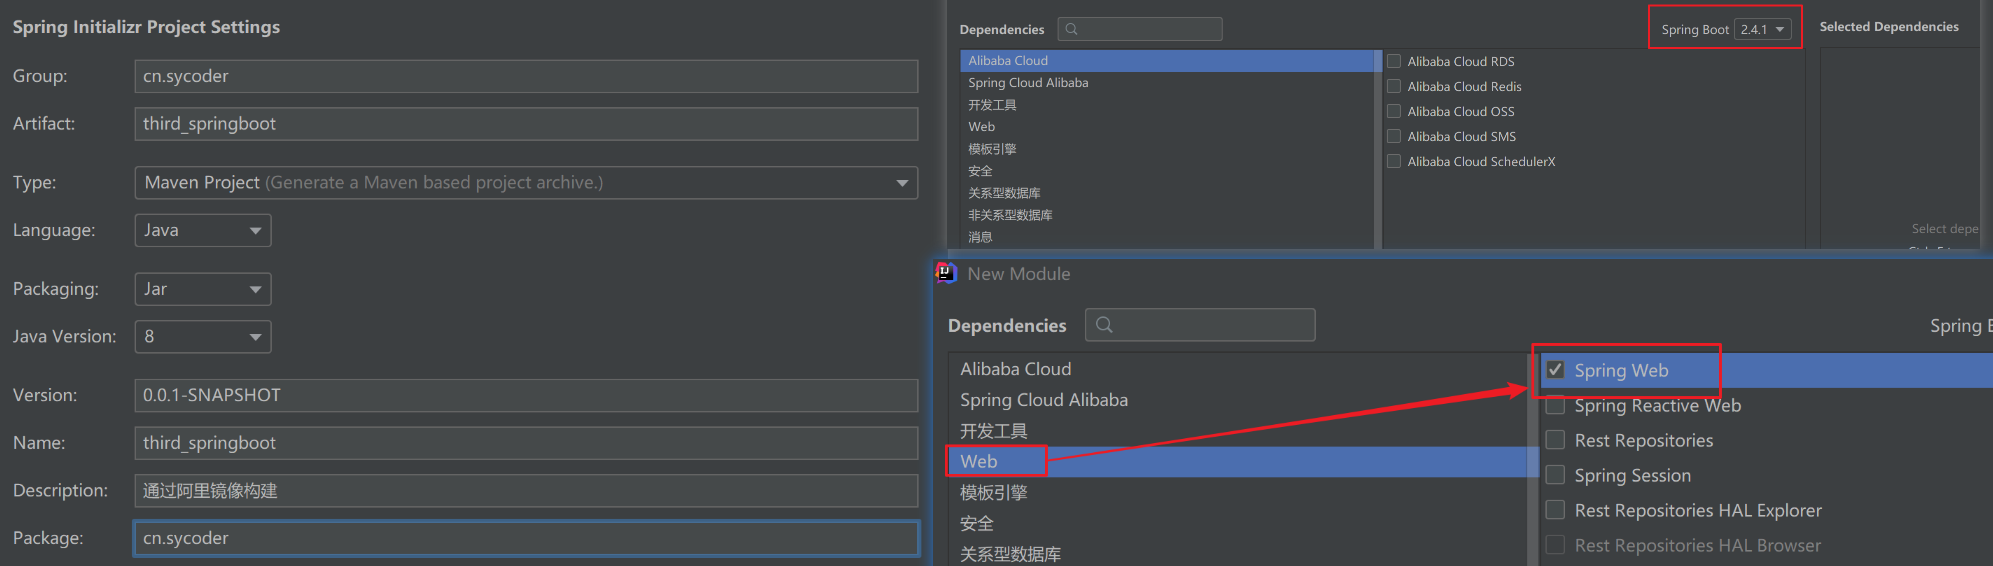 Spring Initializr Project Settings
Group: cn.sycoder
Artifact: third_springboot
Type: Maven Project (Generate a Maven based project archive.)
Language: Java
Packaging: Jar
Java Version: 8
Version: 0.0.1-SNAPSHOT
Name: third_springboot
Description: 通过阿里镜像构建
Package: cn.sycoder
Dependencies Spring Boot 2.4.1 Selected Dependencies
Alibaba Cloud
Spring Cloud Alibaba
开发工具
Web
模板引擎
安全
关系型数据库
非关系型数据库
消息
Alibaba Cloud RDS
Alibaba Cloud Redis
Alibaba Cloud OSS
Alibaba Cloud SMS
Alibaba Cloud SchedulerX
Select depe
New Module
Dependencies Spring
Alibaba Cloud
Spring Cloud Alibaba
开发工具
Web
模板引擎
安全
关系型数据库
Spring Web
Spring Reactive Web
Rest Repositories
Spring Session
Rest Repositories HAL Explorer
Rest Repositories HAL Browser